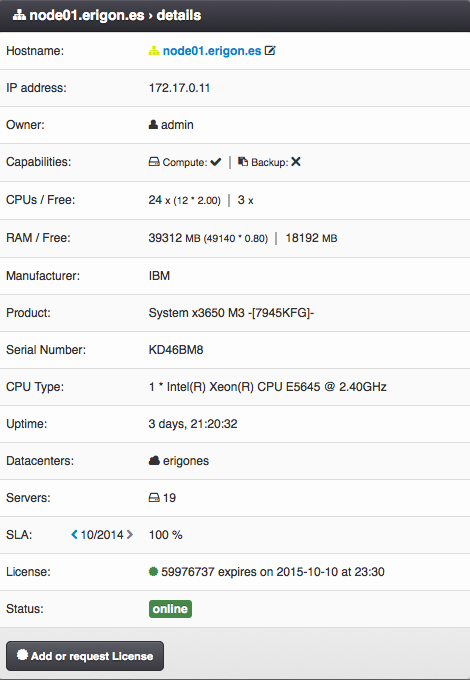 node01.erigon.es › details
Hostname: node01.erigon.es
IP address: 172.17.0.11
Owner: admin
Capabilities: Compute: ✔ | Backup: ✖
CPUs / Free: 24 x (12 * 2.00) | 3 x
RAM / Free: 39312 MB (49140 * 0.80) | 18192 MB
Manufacturer: IBM
Product: System x3650 M3 -[7945KFG]-
Serial Number: KD46BM8
CPU Type: 1 * Intel(R) Xeon(R) CPU E5645 @ 2.40GHz
Uptime: 3 days, 21:20:32
Datacenters: erigones
Servers: 19
SLA: 10/2014 100 %
License: 59976737 expires on 2015-10-10 at 23:30
Status: online
Add or request License